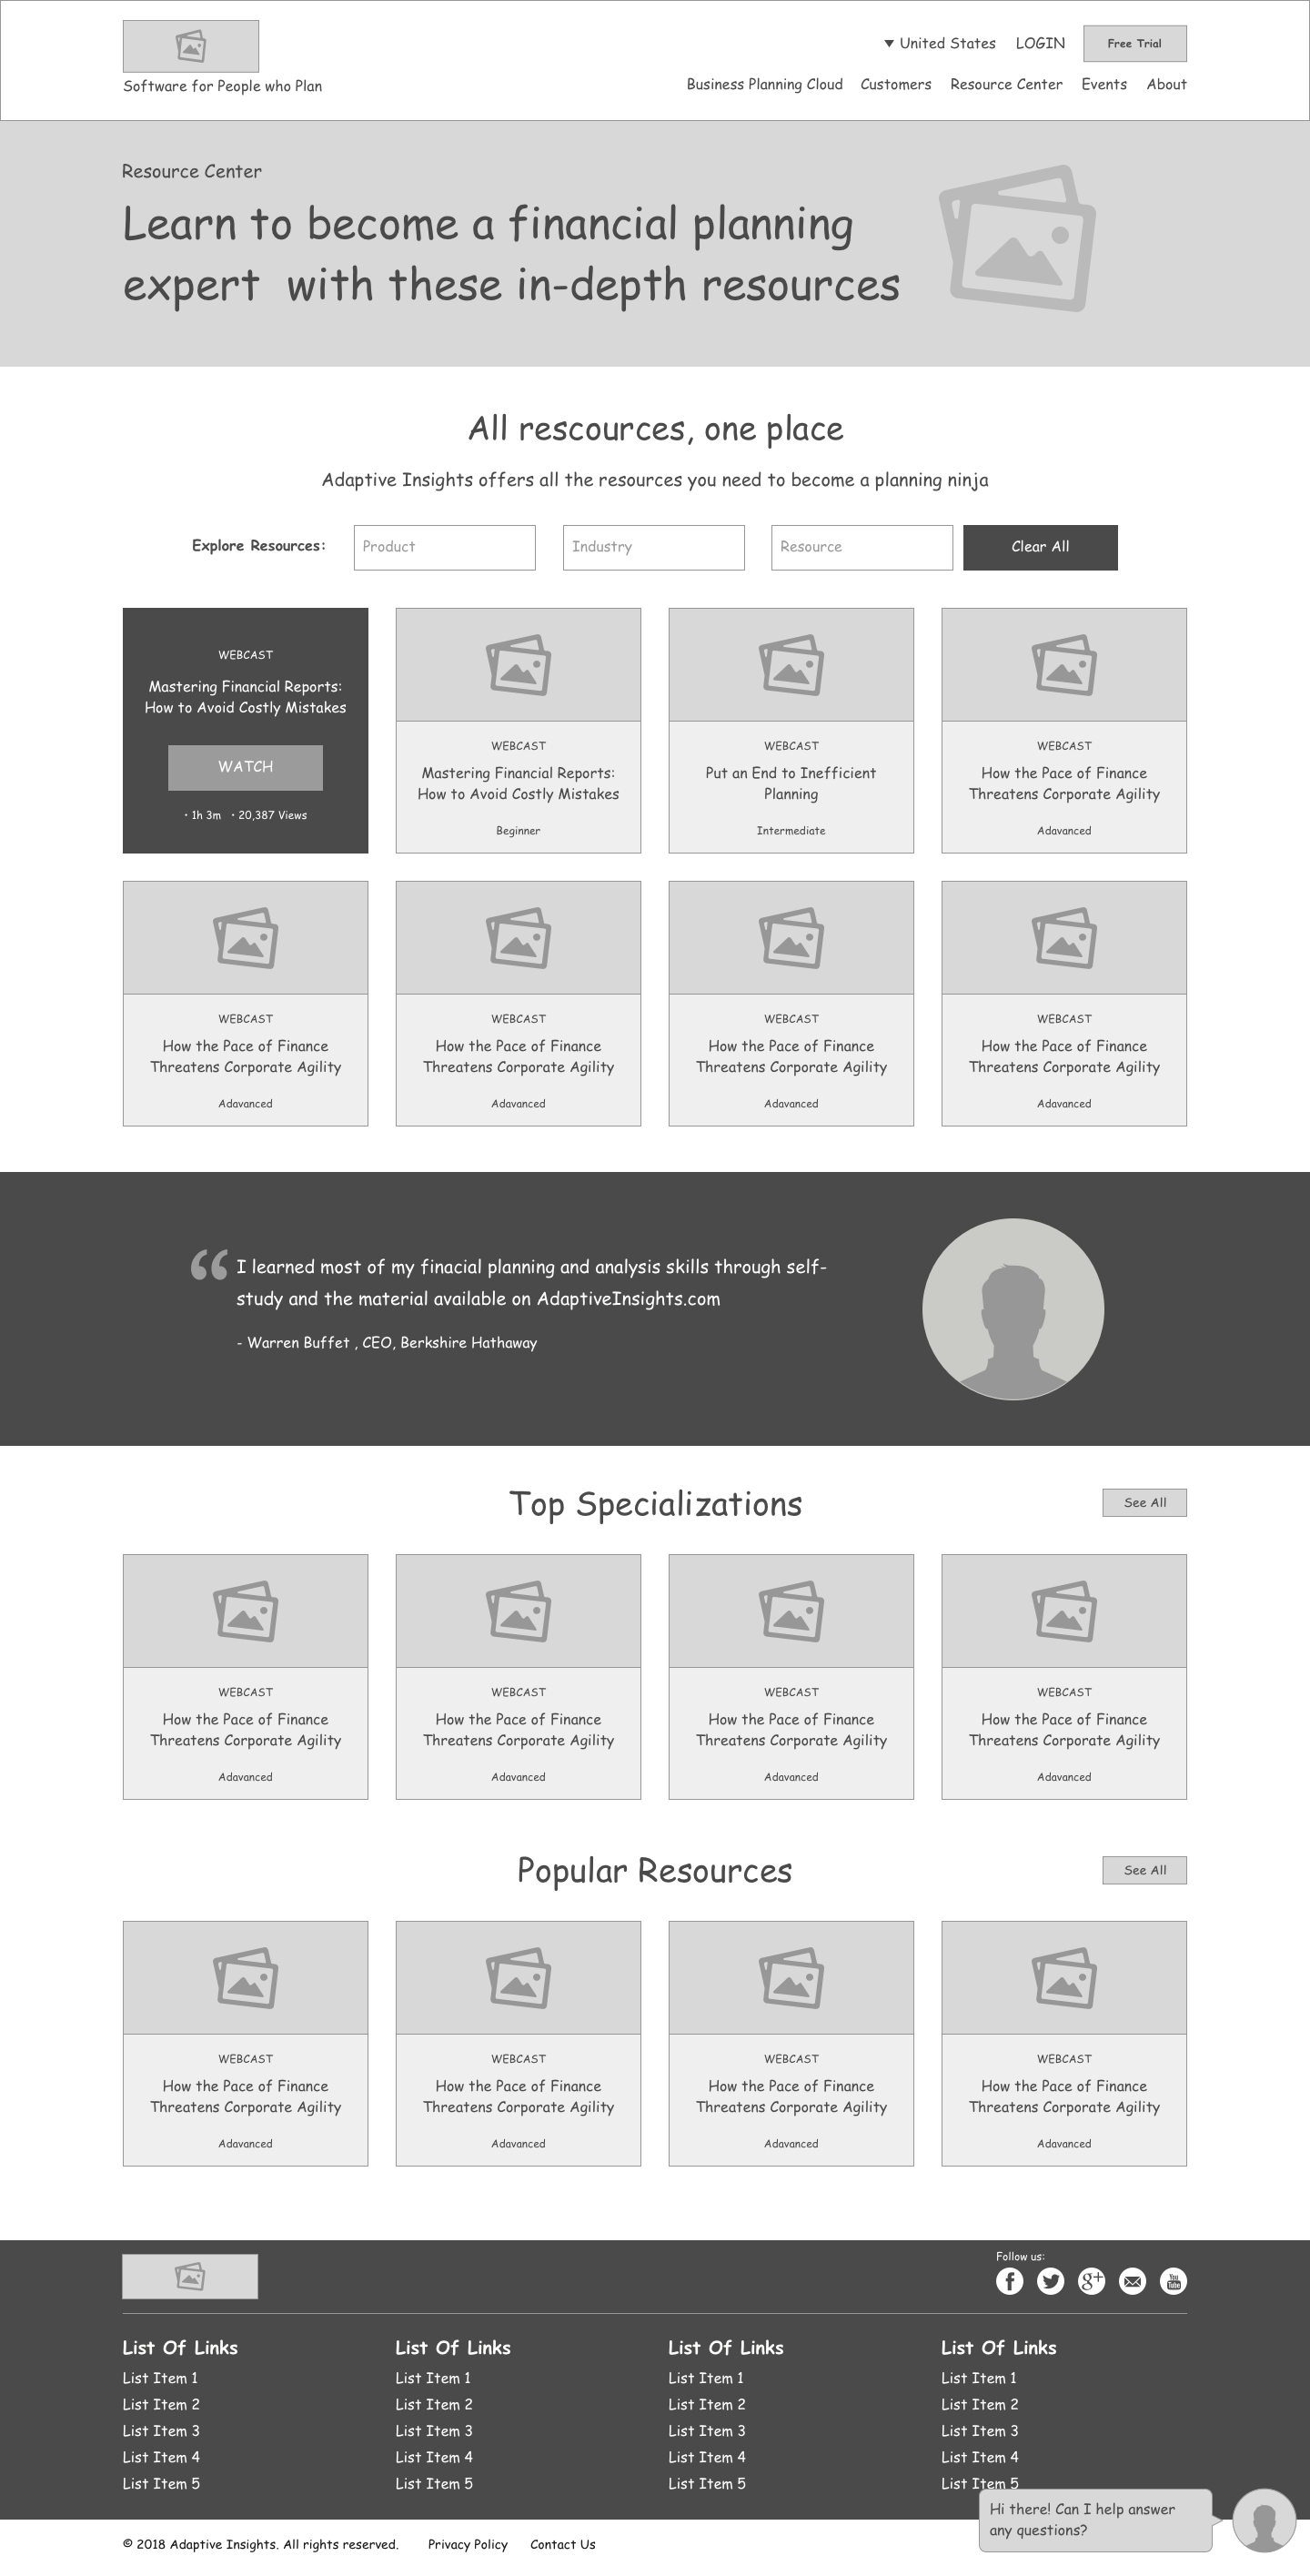 Software for People who Plan
United States LOGIN Free Trial
Business Planning Cloud Customers Resource Center Events About
Resource Center
Learn to become a financial planning
expert with these in-depth resources
All rescources, one place
Adaptive Insights offers all the resources you need to become a planning ninja
Explore Resources: Product Industry Resource Clear All
WEBCAST
Mastering Financial Reports:
How to Avoid Costly Mistakes
WATCH
• 1h 3m • 20,387 Views
WEBCAST
Mastering Financial Reports:
How to Avoid Costly Mistakes
Beginner
WEBCAST
Put an End to Inefficient
Planning
Intermediate
WEBCAST
How the Pace of Finance
Threatens Corporate Agility
Adavanced
WEBCAST
How the Pace of Finance
Threatens Corporate Agility
Adavanced
WEBCAST
How the Pace of Finance
Threatens Corporate Agility
Adavanced
WEBCAST
How the Pace of Finance
Threatens Corporate Agility
Adavanced
WEBCAST
How the Pace of Finance
Threatens Corporate Agility
Adavanced
“ I learned most of my finacial planning and analysis skills through self-
study and the material available on AdaptiveInsights.com
- Warren Buffet , CEO, Berkshire Hathaway
Top Specializations
See All
WEBCAST
How the Pace of Finance
Threatens Corporate Agility
Adavanced
WEBCAST
How the Pace of Finance
Threatens Corporate Agility
Adavanced
WEBCAST
How the Pace of Finance
Threatens Corporate Agility
Adavanced
WEBCAST
How the Pace of Finance
Threatens Corporate Agility
Adavanced
Popular Resources
See All
WEBCAST
How the Pace of Finance
Threatens Corporate Agility
Adavanced
WEBCAST
How the Pace of Finance
Threatens Corporate Agility
Adavanced
WEBCAST
How the Pace of Finance
Threatens Corporate Agility
Adavanced
WEBCAST
How the Pace of Finance
Threatens Corporate Agility
Adavanced
Follow us:
f g+ You Tube
List Of Links
List Item 1
List Item 2
List Item 3
List Item 4
List Item 5
List Of Links
List Item 1
List Item 2
List Item 3
List Item 4
List Item 5
List Of Links
List Item 1
List Item 2
List Item 3
List Item 4
List Item 5
List Of Links
List Item 1
List Item 2
List Item 3
List Item 4
List Item 5
Hi there! Can I help answer
any questions?
© 2018 Adaptive Insights. All rights reserved. Privacy Policy Contact Us